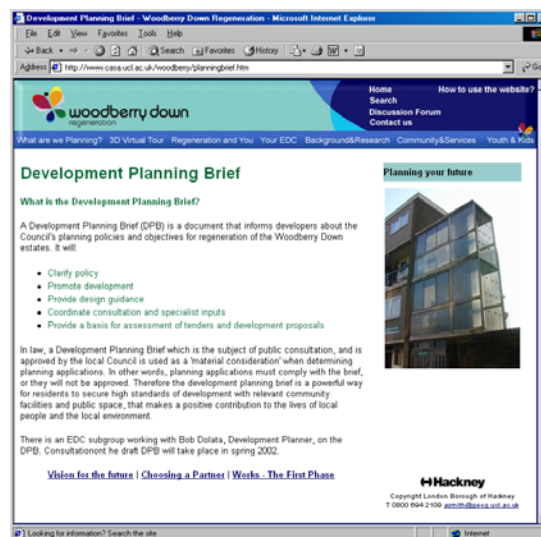 Development Planning Brief - Woodberry Down Regeneration - Microsoft Internet Explorer
File Edit View Favorites Tools Help
Back Search Favorites History
Address http://www.casa.ucl.ac.uk/woodberry/planningbrief.htm Go
Home How to use the website?
Search
Discussion Forum
Contact us
woodberry down
regeneration
What are we Planning? 3D Virtual Tour Regeneration and You Your EDC Background&Research Community&Services Youth & Kids
Development Planning Brief
What is the Development Planning Brief?
A Development Planning Brief (DPB) is a document that informs developers about the
Council's planning policies and objectives for regeneration of the Woodberry Down
estates. It will:
Clarify policy
Promote development
Provide design guidance
Coordinate consultation and specialist inputs
Provide a basis for assessment of tenders and development proposals
In law, a Development Planning Brief which is the subject of public consultation, and is
approved by the local Council is used as a 'material consideration' when determining
planning applications. In other words, planning applications must comply with the brief,
or they will not be approved. Therefore the development planning brief is a powerful way
for residents to secure high standards of development with relevant community
facilities and public space, that makes a positive contribution to the lives of local
people and the local environment.
There is an EDC subgroup working with Bob Dolata, Development Planner, on the
DPB. Consultationont he draft DPB will take place in spring 2002.
Vision for the future | Choosing a Partner | Works - The First Phase
Planning your future
Hackney
Copyright London Borough of Hackney
T 0800 694 2109 asmith@geog.ucl.ac.uk
Looking for information? Search the site
Internet